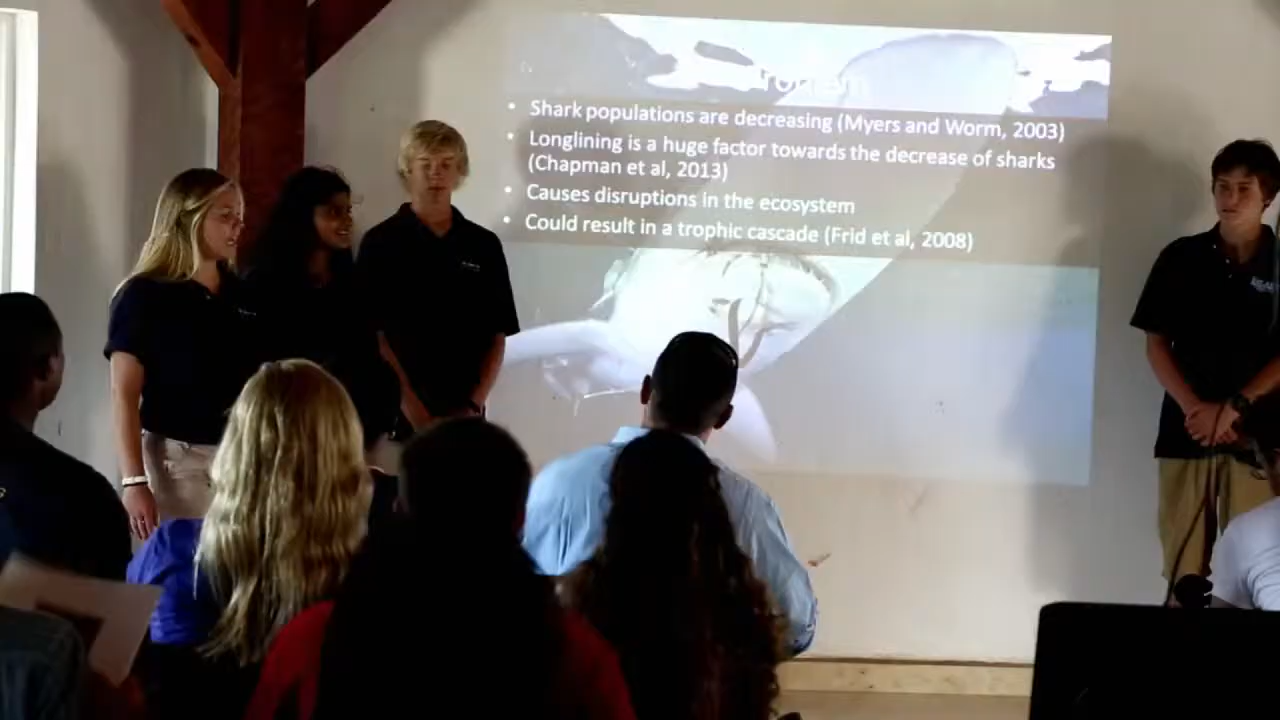 • Shark populations are decreasing (Myers and Worm, 2003)
• Longlining is a huge factor towards the decrease of sharks
(Chapman et al, 2013)
• Causes disruptions in the ecosystem
• Could result in a trophic cascade (Frid et al, 2008)